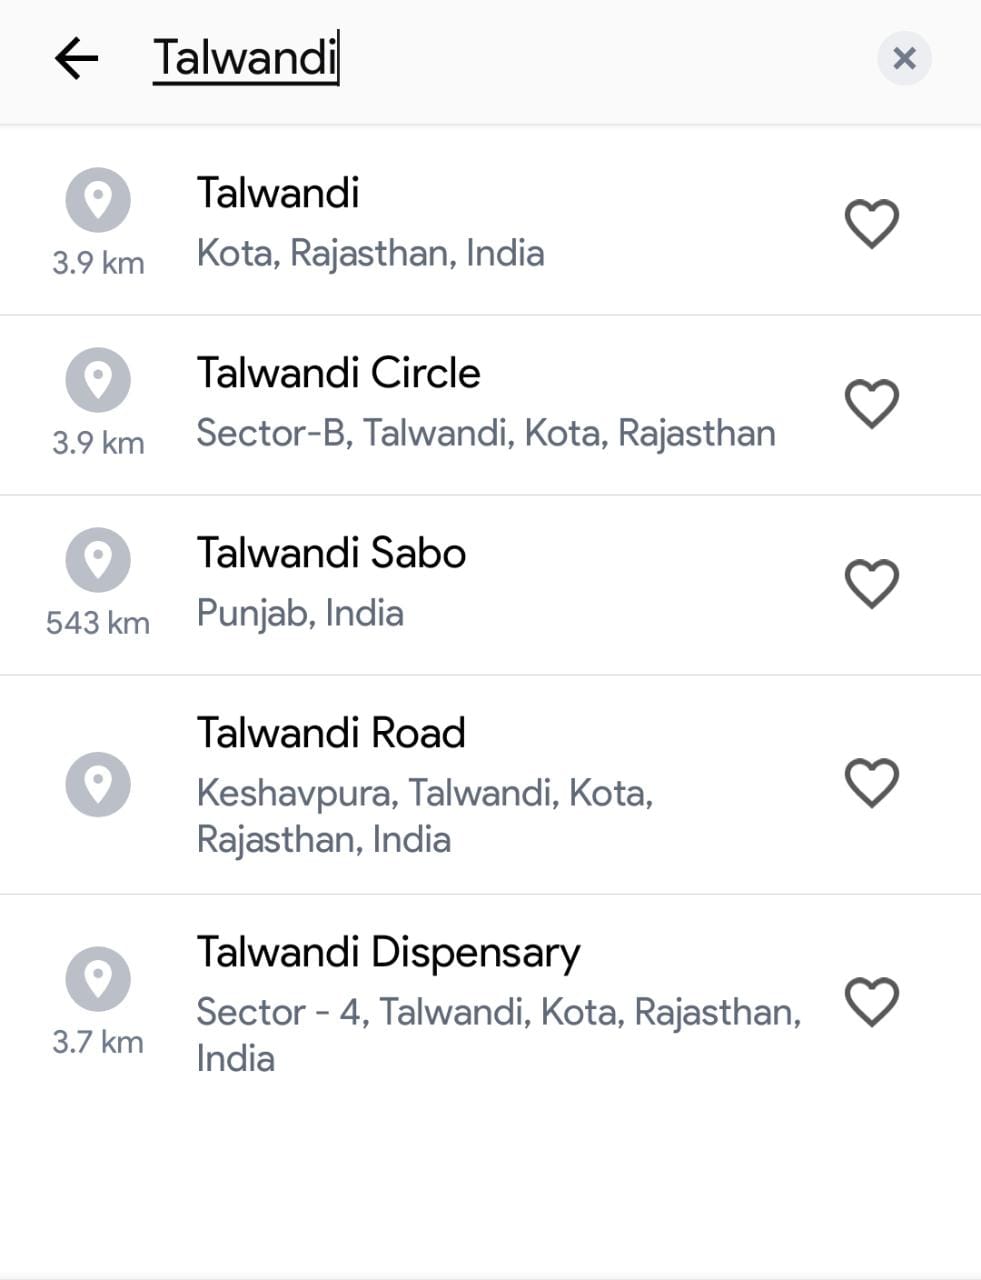 Talwandi
Talwandi
Kota, Rajasthan, India
3.9 km
Talwandi Circle
Sector-B, Talwandi, Kota, Rajasthan
3.9 km
Talwandi Sabo
Punjab, India
543 km
Talwandi Road
Keshavpura, Talwandi, Kota,
Rajasthan, India
Talwandi Dispensary
Sector - 4, Talwandi, Kota, Rajasthan,
India
3.7 km